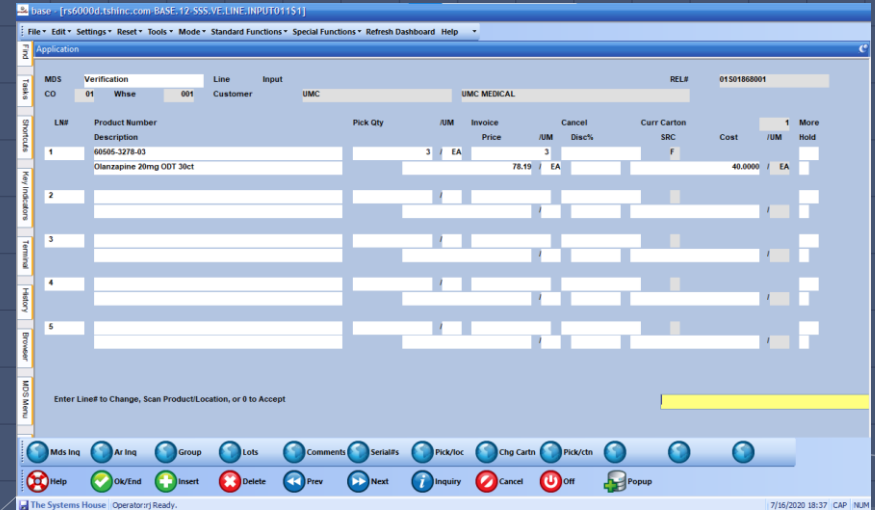 base - [rs6000d.tshinc.com-BASE.12-SSS.VE.LINE.INPUT011$1]
File Edit Settings Reset Tools Mode Standard Functions Special Functions Refresh Dashboard Help
Find
Application
Tasks
Shortcuts
Key Indicators
Terminal
History
Browser
MDS Menu
MDS Verification Line Input REL# 01S01868001
CO 01 Whse 001 Customer UMC UMC MEDICAL
LN# Product Number Pick Qty /UM Invoice Cancel Curr Carton 1 More
Description Price /UM Disc% SRC Cost /UM Hold
1 60505-3278-03 3 / EA 3 F
Olanzapine 20mg ODT 30ct 78.19 / EA 40.0000 / EA
2 /
/ /
3 /
/ /
4 /
/ /
5 /
/ /
Enter Line# to Change, Scan Product/Location, or 0 to Accept
Mds Inq Ar Inq Group Lots Comments Serial#s Pick/loc Chg Cartn Pick/ctn
Help Ok/End Insert Delete Prev Next Inquiry Cancel Off Popup
The Systems House Operator:rj Ready. 7/16/2020 18:37 CAP NUM